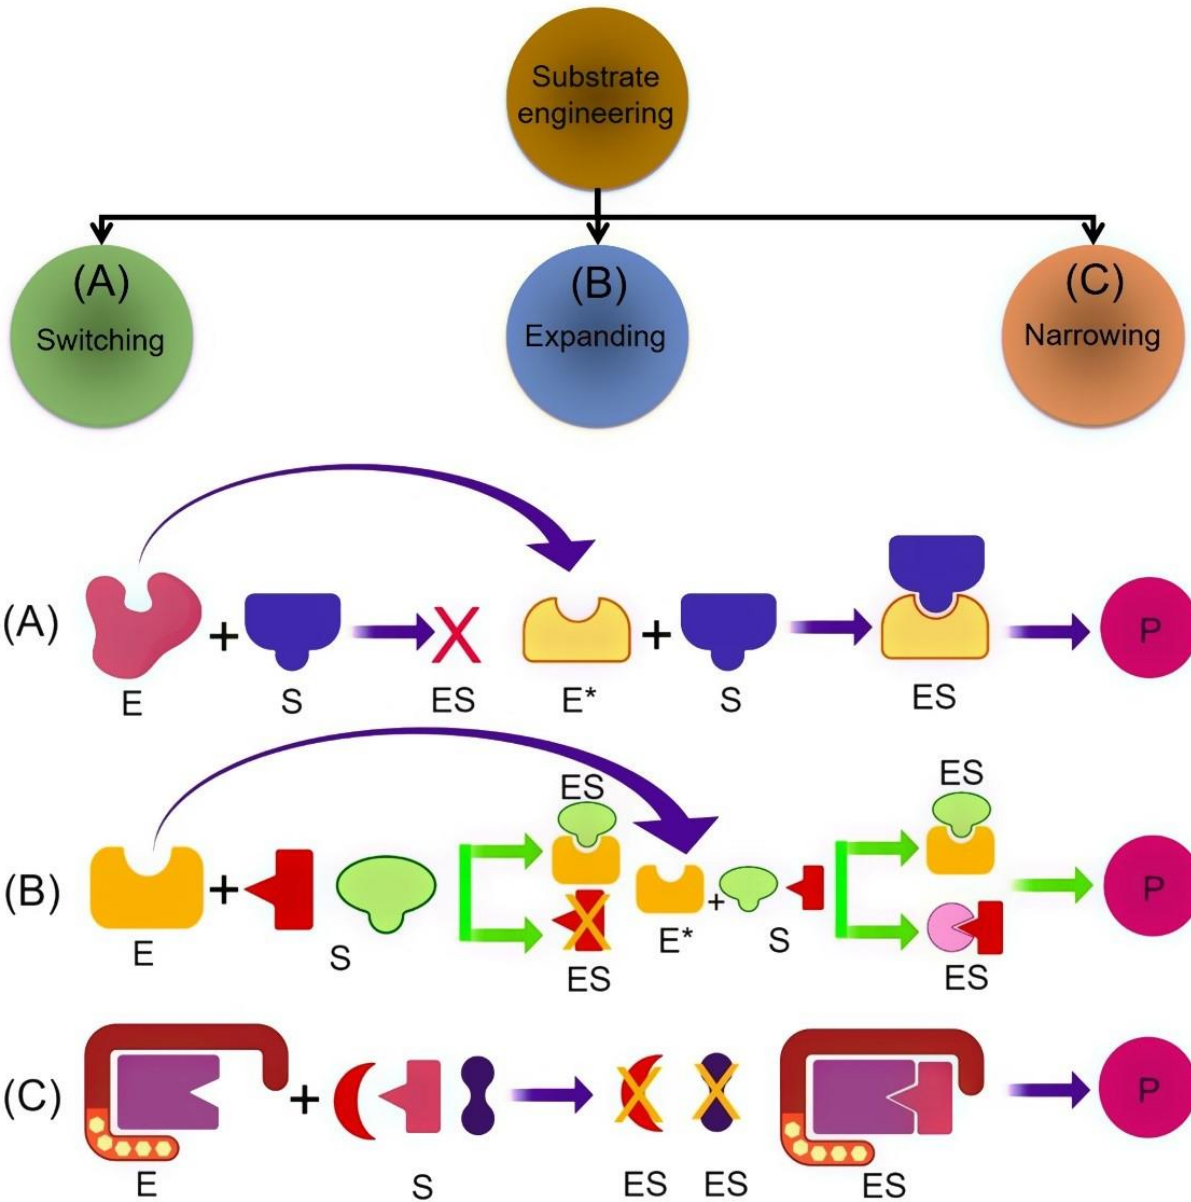 Substrate
engineering
(A)
Switching
(B)
Expanding
(C)
Narrowing
(A)
E
+
S
ES
E*
+
S
ES
P
(B)
E
+
S
ES
ES
E*
+
S
ES
ES
P
(C)
E
+
S
ES
ES
ES
P